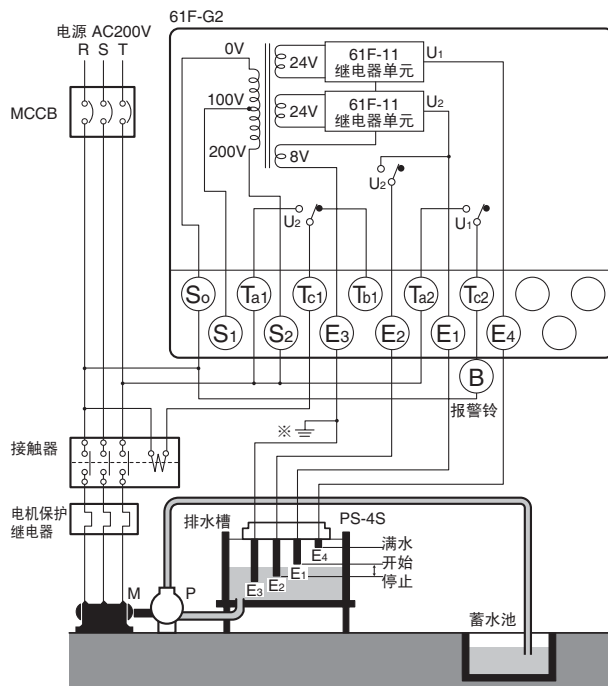 61F-G2
电源 AC200V
R S T
MCCB
0V
100V
200V
24V
61F-11
继电器单元
U1
24V
61F-11
继电器单元
U2
8V
U2
U2
U1
So Ta1 Tc1 Tb1 Ta2 Tc2
S1 S2 E3 E2 E1 E4
B
报警铃
※
接触器
电机保护
继电器
排水槽
PS-4S
满水
开始
停止
E4
E1
E2
E3
M
P
蓄水池